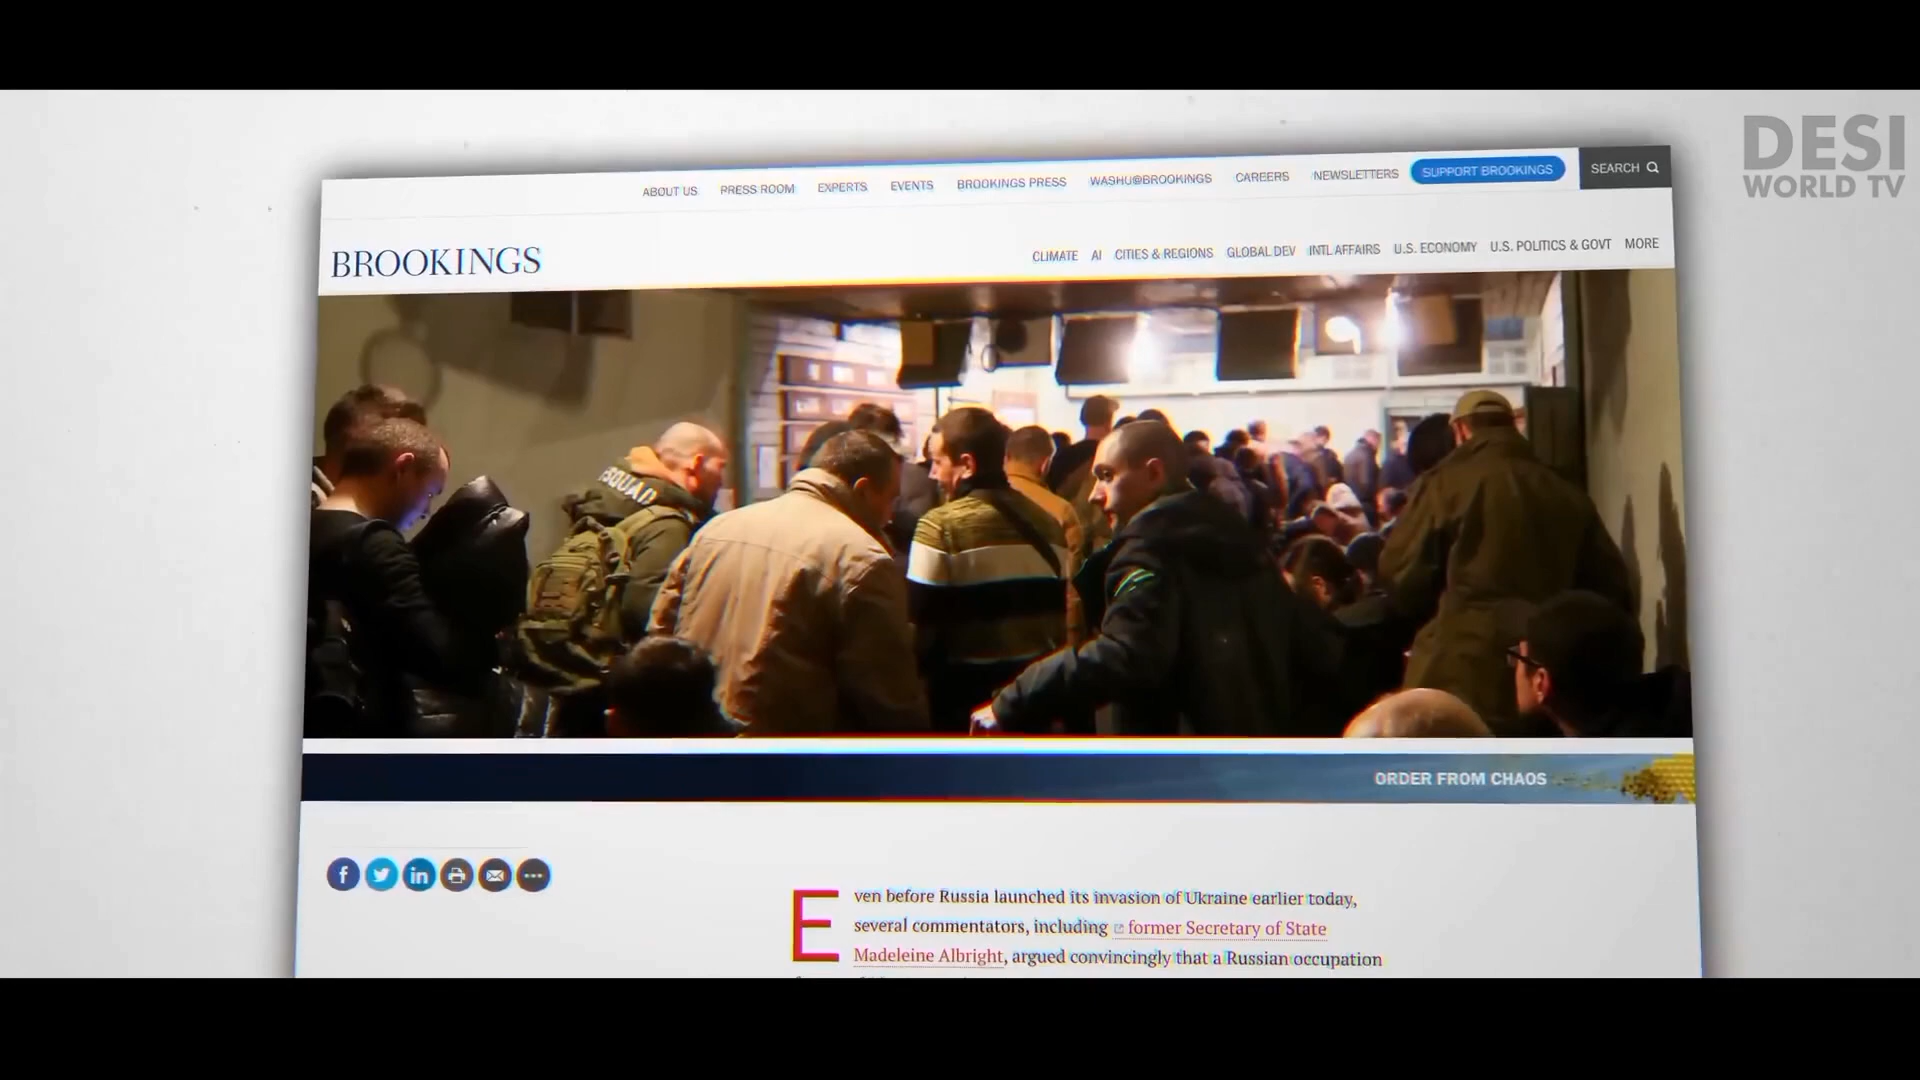 DESI
WORLD TV
ABOUT US PRESS ROOM EXPERTS EVENTS BROOKINGS PRESS WASHU@BROOKINGS CAREERS NEWSLETTERS SUPPORT BROOKINGS SEARCH
BROOKINGS
CLIMATE AI CITIES & REGIONS GLOBAL DEV INTL AFFAIRS U.S. ECONOMY U.S. POLITICS & GOVT MORE
SQUAD
ORDER FROM CHAOS
Even before Russia launched its invasion of Ukraine earlier today,
several commentators, including former Secretary of State
Madeleine Albright, argued convincingly that a Russian occupation